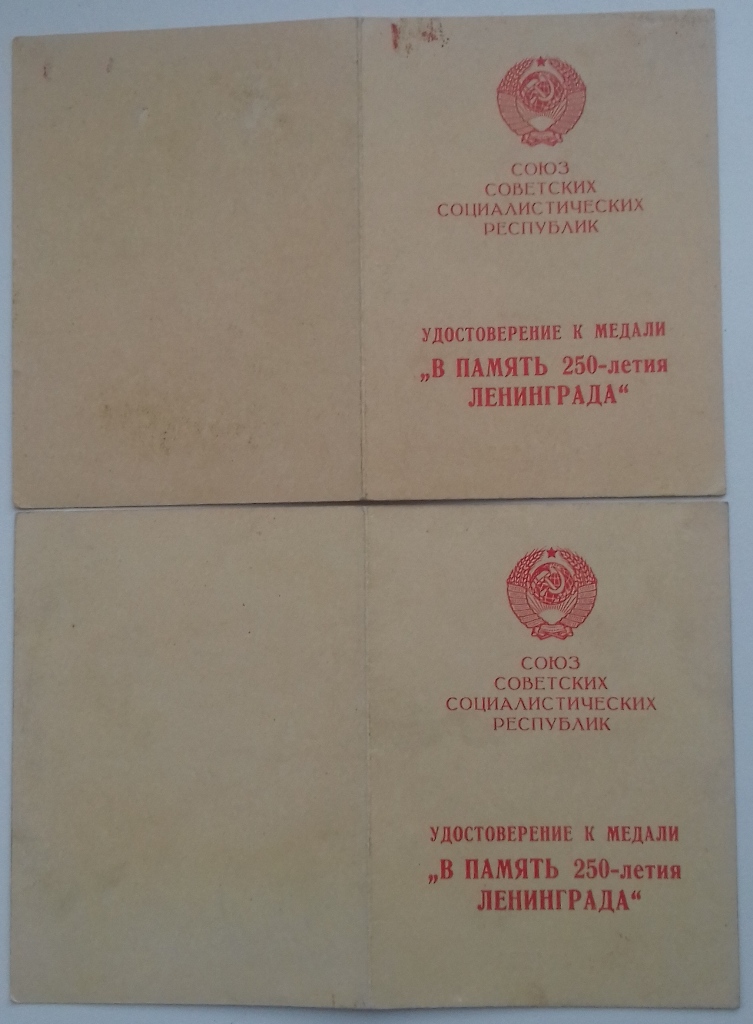 СОЮЗ
СОВЕТСКИХ
СОЦИАЛИСТИЧЕСКИХ
РЕСПУБЛИК
УДОСТОВЕРЕНИЕ К МЕДАЛИ
„В ПАМЯТЬ 250-летия
ЛЕНИНГРАДА“
СОЮЗ
СОВЕТСКИХ
СОЦИАЛИСТИЧЕСКИХ
РЕСПУБЛИК
УДОСТОВЕРЕНИЕ К МЕДАЛИ
„В ПАМЯТЬ 250-летия
ЛЕНИНГРАДА“